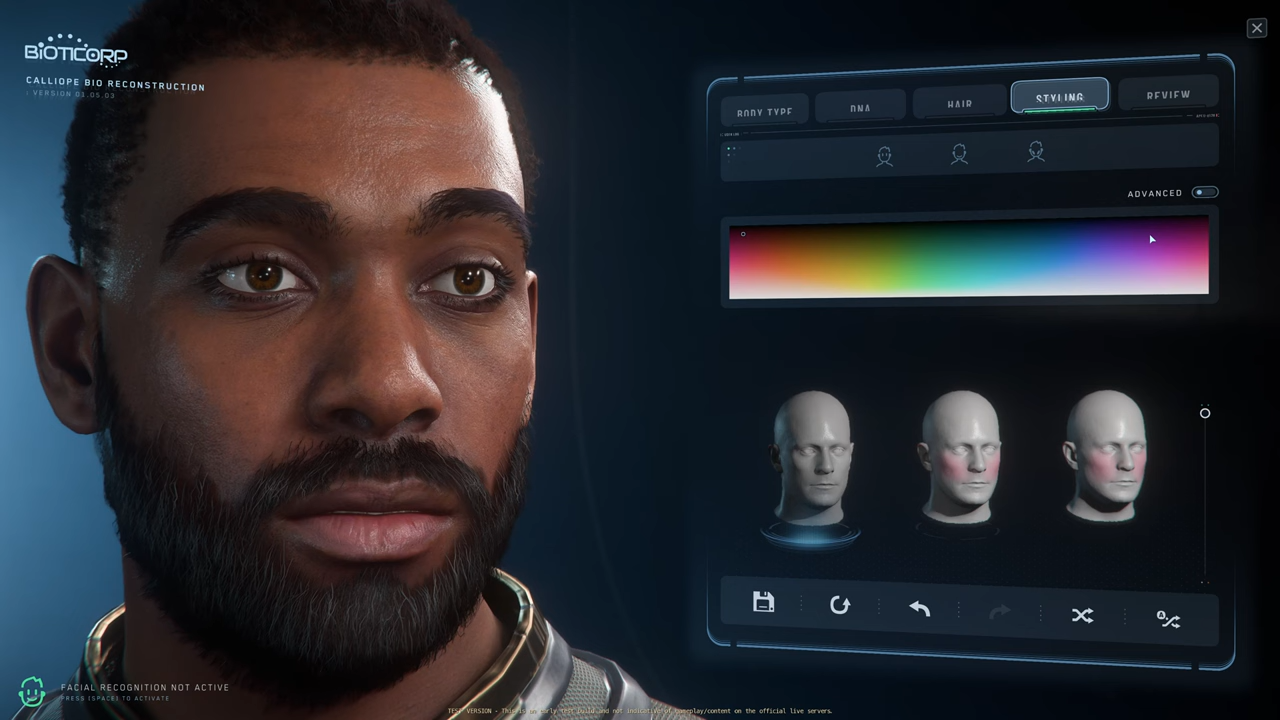 BIOTICORP
CALLIOPE BIO RECONSTRUCTION
VERSION 01.05.03
BODY TYPE
DNA
HAIR
STYLING
REVIEW
ADVANCED
FACIAL RECOGNITION NOT ACTIVE
PRESS (SPACE) TO ACTIVATE
TEST VERSION - This is an early test build and not indicative of gameplay/content on the official live servers.